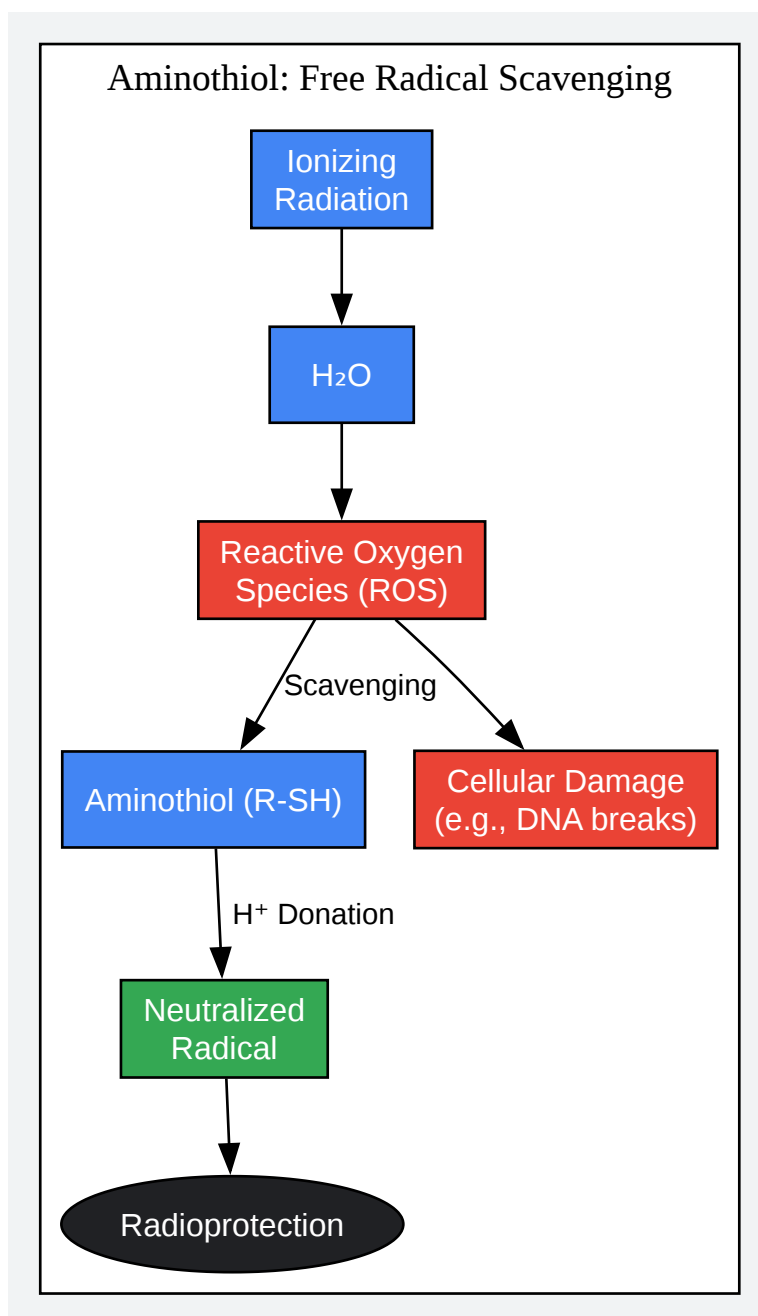 Aminothiol: Free Radical Scavenging
Ionizing
Radiation
H₂O
Reactive Oxygen
Species (ROS)
Scavenging
Aminothiol (R-SH)
Cellular Damage
(e.g., DNA breaks)
H⁺ Donation
Neutralized
Radical
Radioprotection